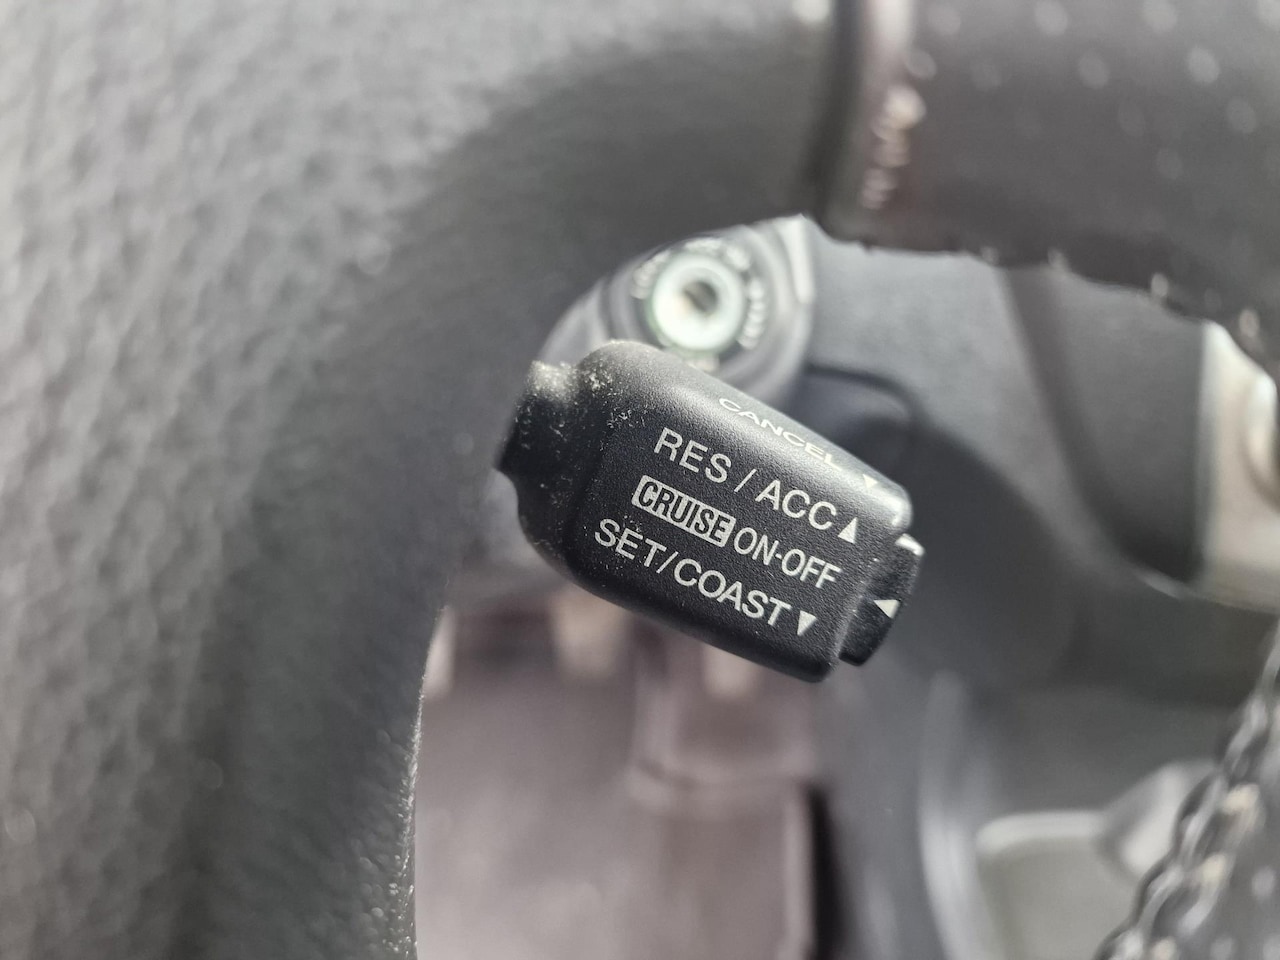 CANCEL ▼
RES / ACC ▲
CRUISE ON-OFF
SET/COAST ▼